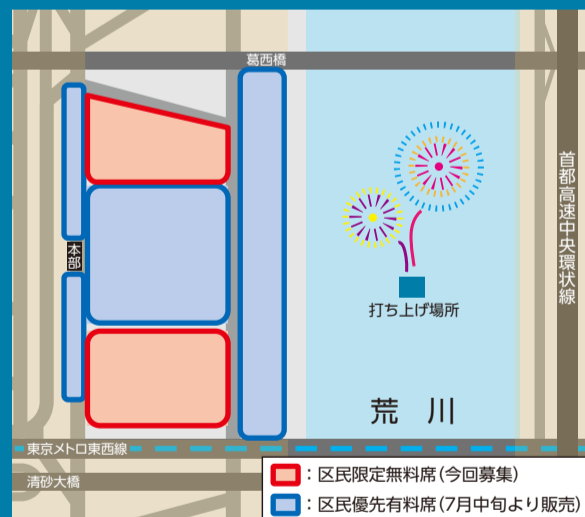 葛西橋
首都高速中央環状線
本部
打ち上げ場所
荒川
東京メトロ東西線
清砂大橋
：区民限定無料席(今回募集)
：区民優先有料席(7月中旬より販売)